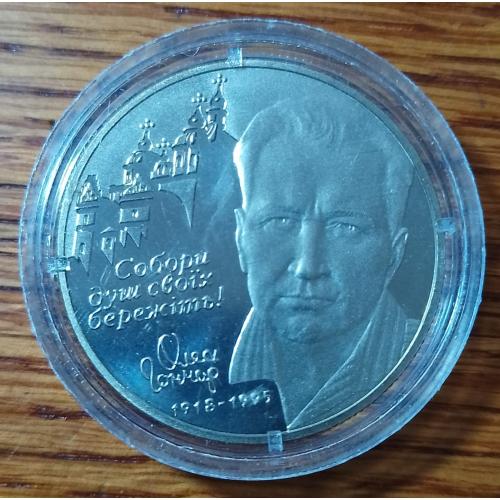 Собори
душ своїх
бережіть!
Олесь
Гончар
1918-1995